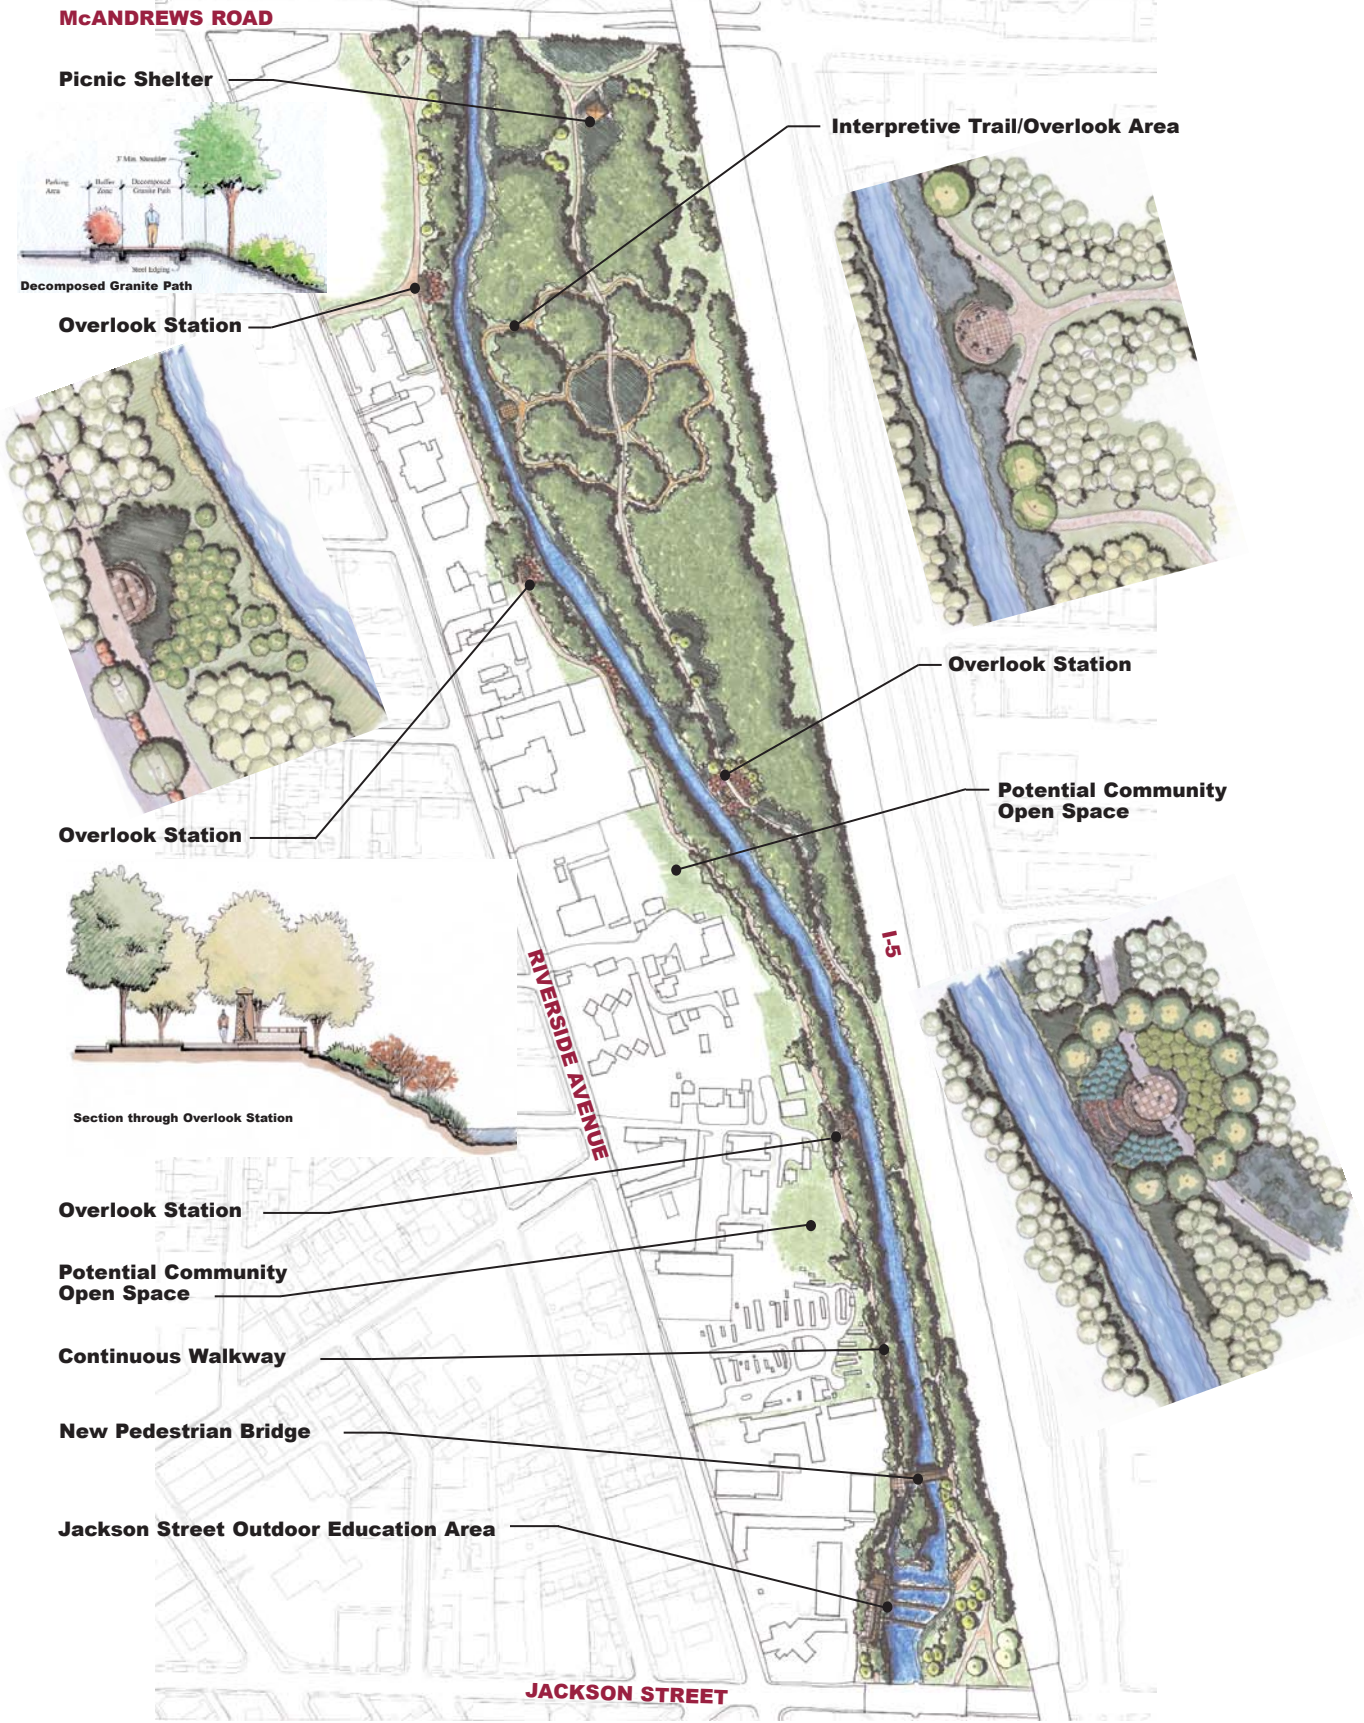 McANDREWS ROAD
Picnic Shelter
Interpretive Trail/Overlook Area
3' Min. Shoulder
Parking
Area
Buffer
Zone
Decomposed
Granite Path
Steel Edging
Decomposed Granite Path
Overlook Station
Overlook Station
Potential Community
Open Space
Overlook Station
I-5
RIVERSIDE AVENUE
Section through Overlook Station
Overlook Station
Potential Community
Open Space
Continuous Walkway
New Pedestrian Bridge
Jackson Street Outdoor Education Area
JACKSON STREET